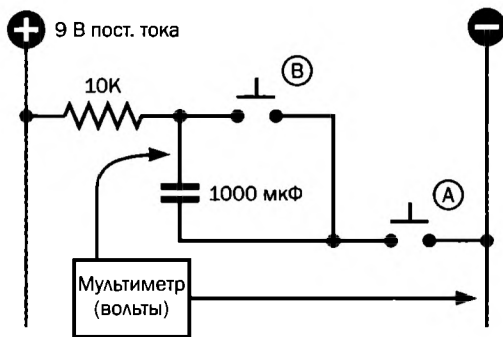 + 9 В пост. тока −
10K
B
1000 мкФ
A
Мультиметр
(вольты)